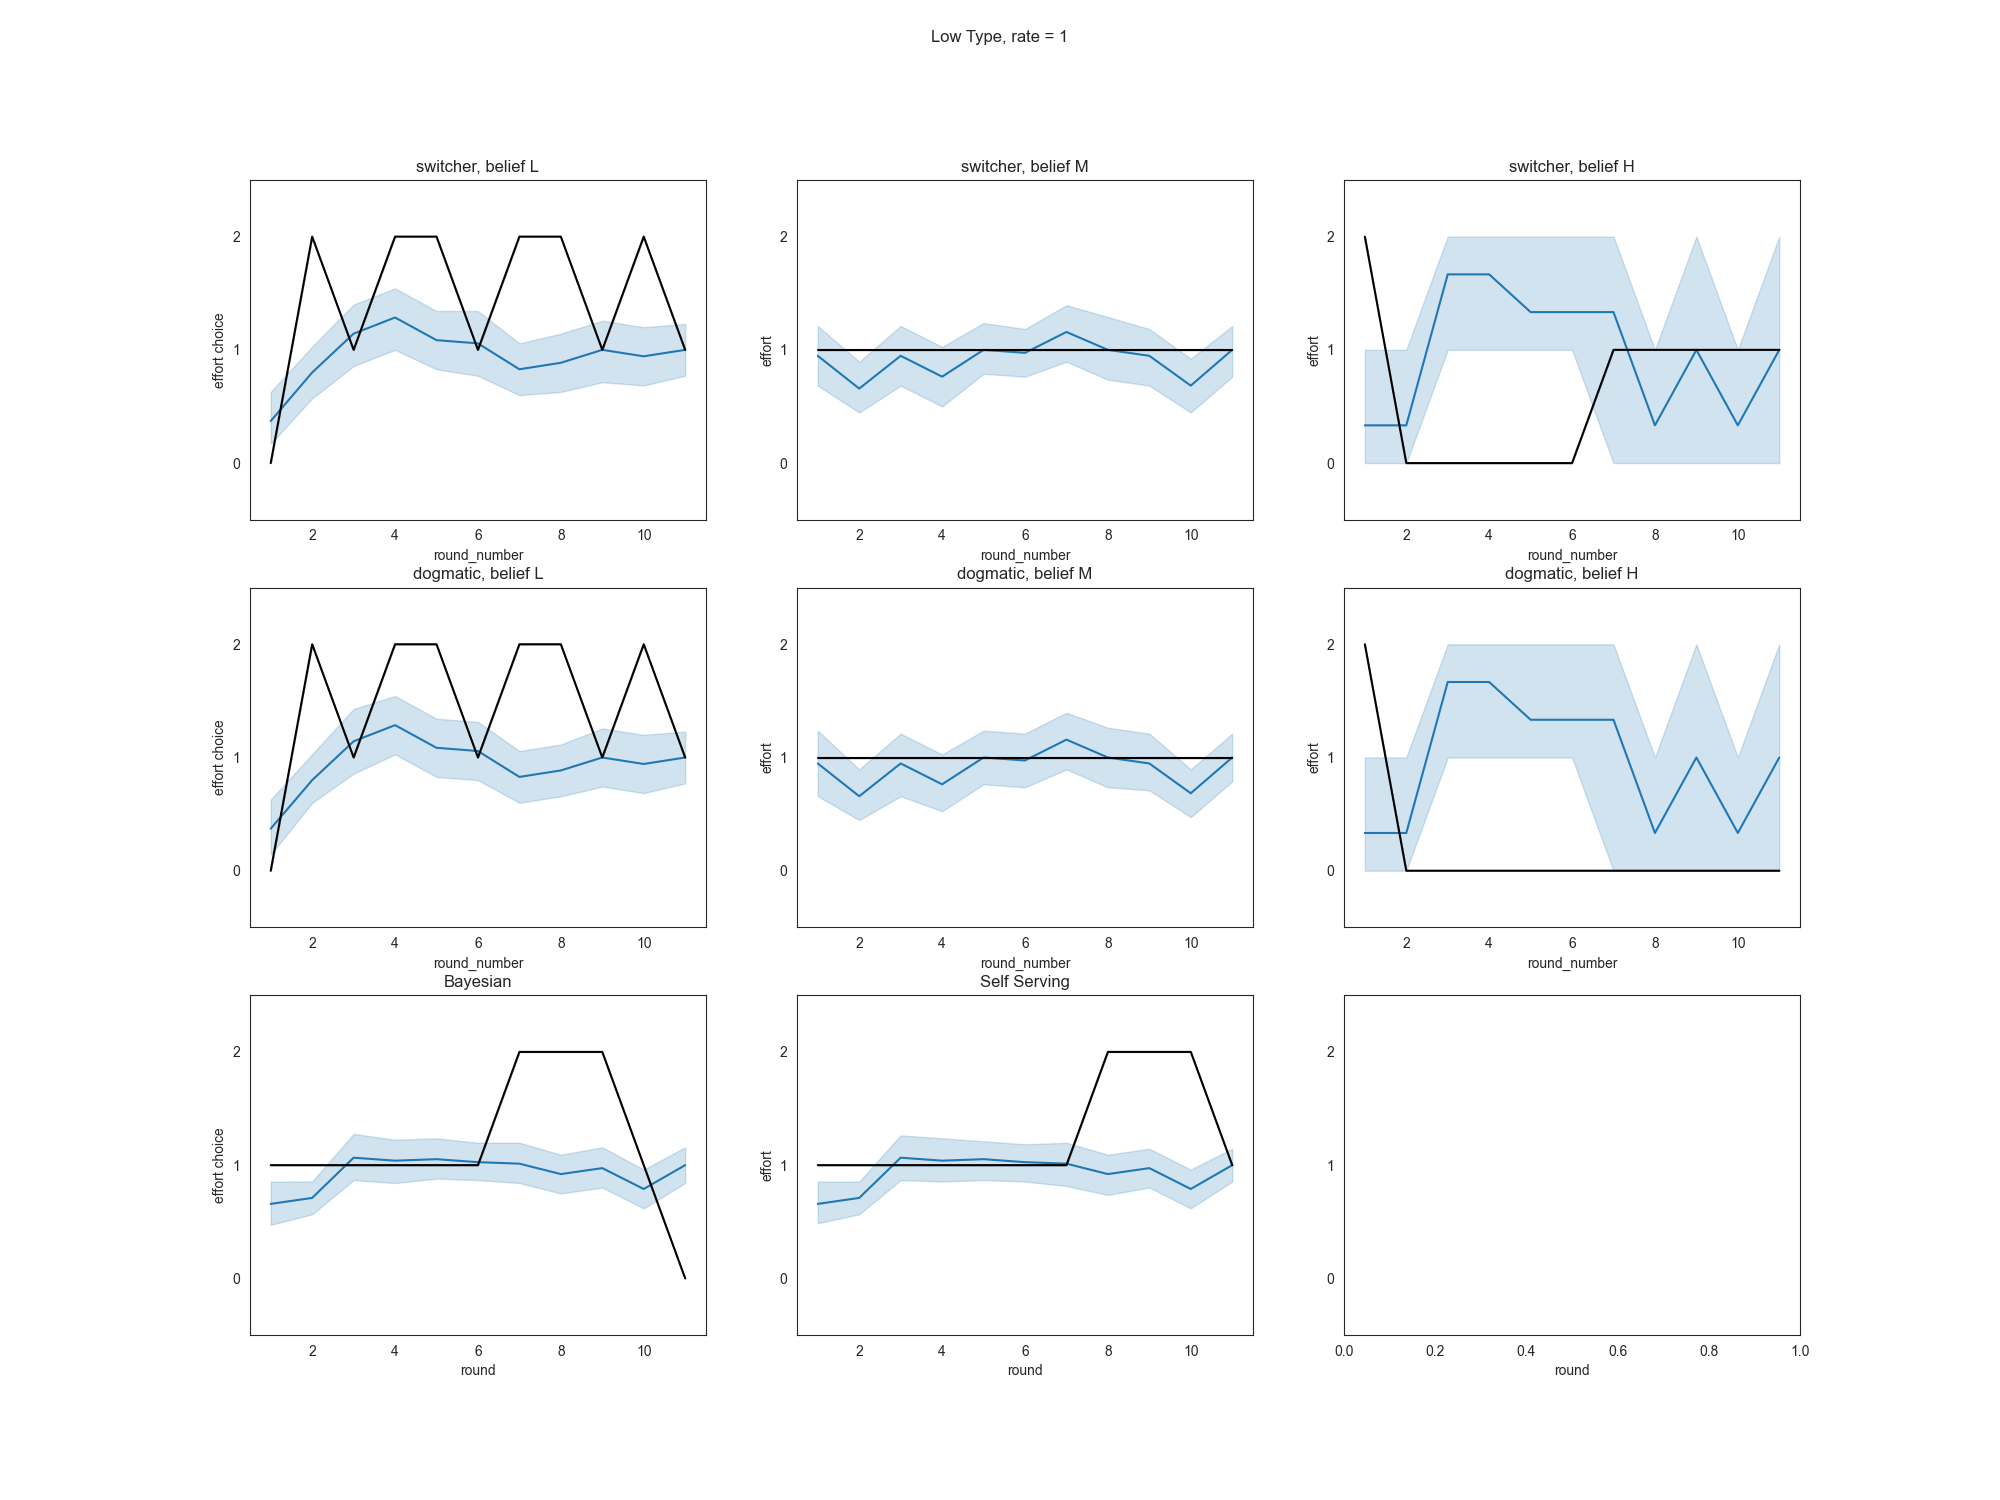 Low Type, rate = 1
switcher, belief L
switcher, belief M
switcher, belief H
2
1
0
effort choice
2 4 6 8 10
round_number
2
1
0
effort
2 4 6 8 10
round_number
2
1
0
effort
2 4 6 8 10
round_number
dogmatic, belief L
dogmatic, belief M
dogmatic, belief H
2
1
0
effort choice
2 4 6 8 10
round_number
2
1
0
effort
2 4 6 8 10
round_number
2
1
0
effort
2 4 6 8 10
round_number
Bayesian
Self Serving
2
1
0
effort choice
2 4 6 8 10
round
2
1
0
effort
2 4 6 8 10
round
2
1
0
0.0 0.2 0.4 0.6 0.8 1.0
round